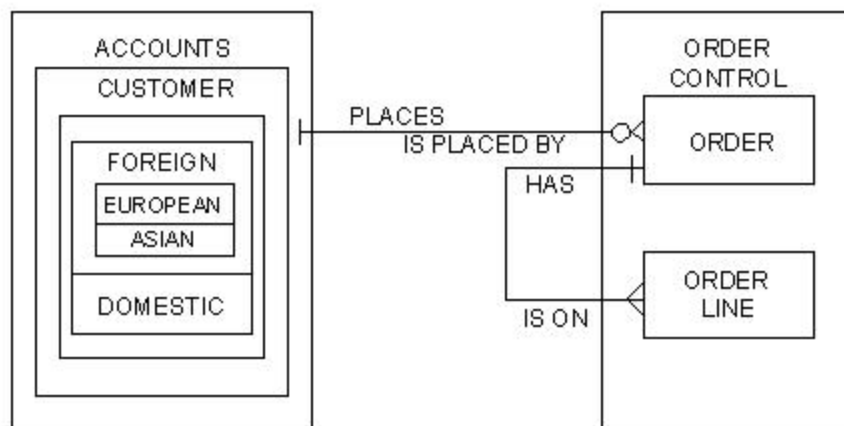 ACCOUNTS
CUSTOMER
FOREIGN
EUROPEAN
ASIAN
DOMESTIC
PLACES
IS PLACED BY
HAS
IS ON
ORDER
CONTROL
ORDER
ORDER
LINE